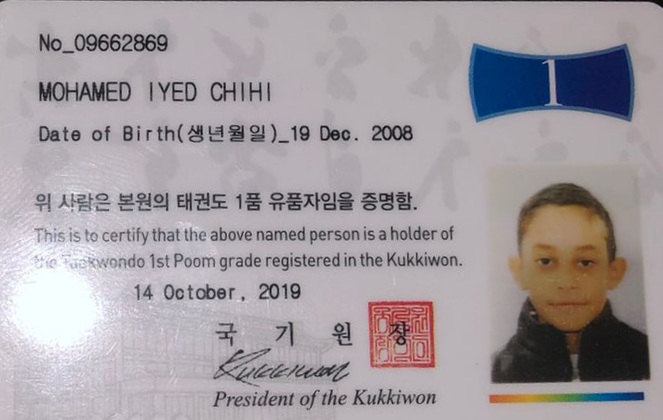 No_09662869
1
MOHAMED IYED CHIHI
Date of Birth(생년월일)_19 Dec. 2008
위 사람은 본원의 태권도 1품 유품자임을 증명함.
This is to certify that the above named person is a holder of
the Taekwondo 1st Poom grade registered in the Kukkiwon.
14 October, 2019
국 기 원 장
Kukkiwon
President of the Kukkiwon